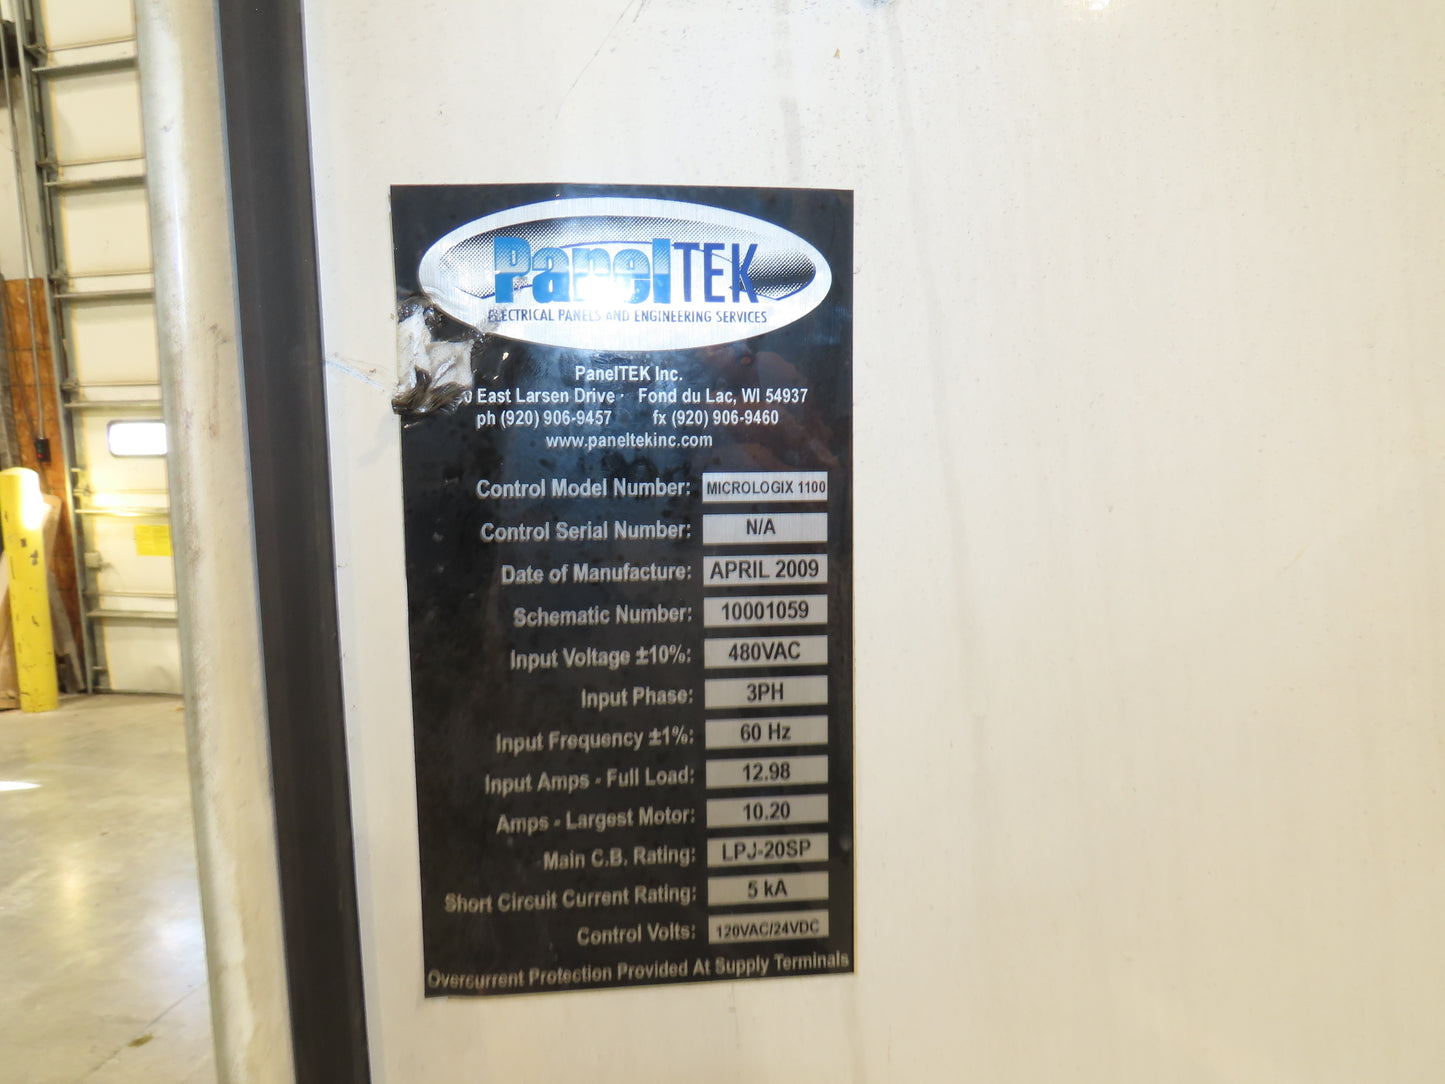 PanelTEK
ELECTRICAL PANELS AND ENGINEERING SERVICES
PanelTEK Inc.
East Larsen Drive · Fond du Lac, WI 54937
ph (920) 906-9457 fx (920) 906-9460
www.paneltekinc.com
Control Model Number: MICROLOGIX 1100
Control Serial Number: N/A
Date of Manufacture: APRIL 2009
Schematic Number: 10001059
Input Voltage ±10%: 480VAC
Input Phase: 3PH
Input Frequency ±1%: 60 Hz
Input Amps - Full Load: 12.98
Amps - Largest Motor: 10.20
Main C.B. Rating: LPJ-20SP
Short Circuit Current Rating: 5 kA
Control Volts: 120VAC/24VDC
Overcurrent Protection Provided At Supply Terminals